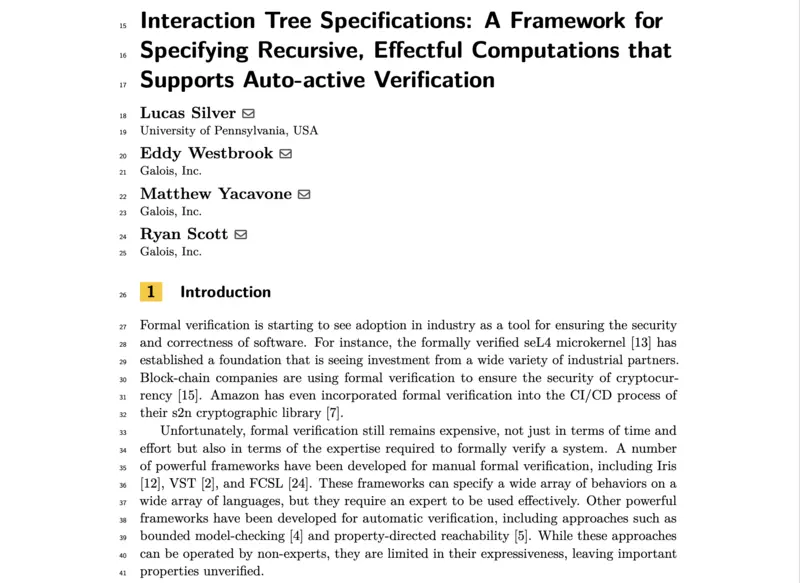 15 Interaction Tree Specifications: A Framework for
16 Specifying Recursive, Effectful Computations that
17 Supports Auto-active Verification
18 Lucas Silver
19 University of Pennsylvania, USA
20 Eddy Westbrook
21 Galois, Inc.
22 Matthew Yacavone
23 Galois, Inc.
24 Ryan Scott
25 Galois, Inc.
26 1 Introduction
27 Formal verification is starting to see adoption in industry as a tool for ensuring the security
28 and correctness of software. For instance, the formally verified seL4 microkernel [13] has
29 established a foundation that is seeing investment from a wide variety of industrial partners.
30 Block-chain companies are using formal verification to ensure the security of cryptocur-
31 rency [15]. Amazon has even incorporated formal verification into the CI/CD process of
32 their s2n cryptographic library [7].
33 Unfortunately, formal verification still remains expensive, not just in terms of time and
34 effort but also in terms of the expertise required to formally verify a system. A number
35 of powerful frameworks have been developed for manual formal verification, including Iris
36 [12], VST [2], and FCSL [24]. These frameworks can specify a wide array of behaviors on a
37 wide array of languages, but they require an expert to be used effectively. Other powerful
38 frameworks have been developed for automatic verification, including approaches such as
39 bounded model-checking [4] and property-directed reachability [5]. While these approaches
40 can be operated by non-experts, they are limited in their expressiveness, leaving important
41 properties unverified.